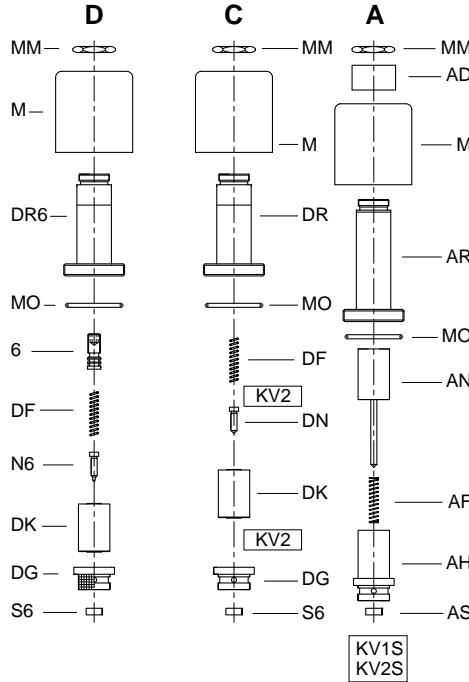 D C A
MM MM MM
AD
M M M
DR6 DR AR
MO MO MO
6 DF AN
KV2
DF DN
N6 DK AF
DK KV2 AH
DG DG
S6 S6 AS
KV1S
KV2S